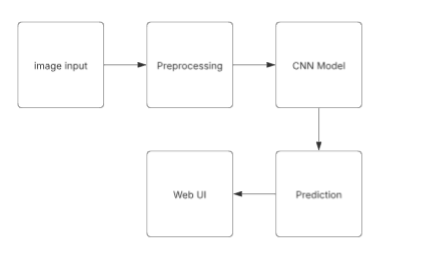 image input
Preprocessing
CNN Model
Web UI
Prediction